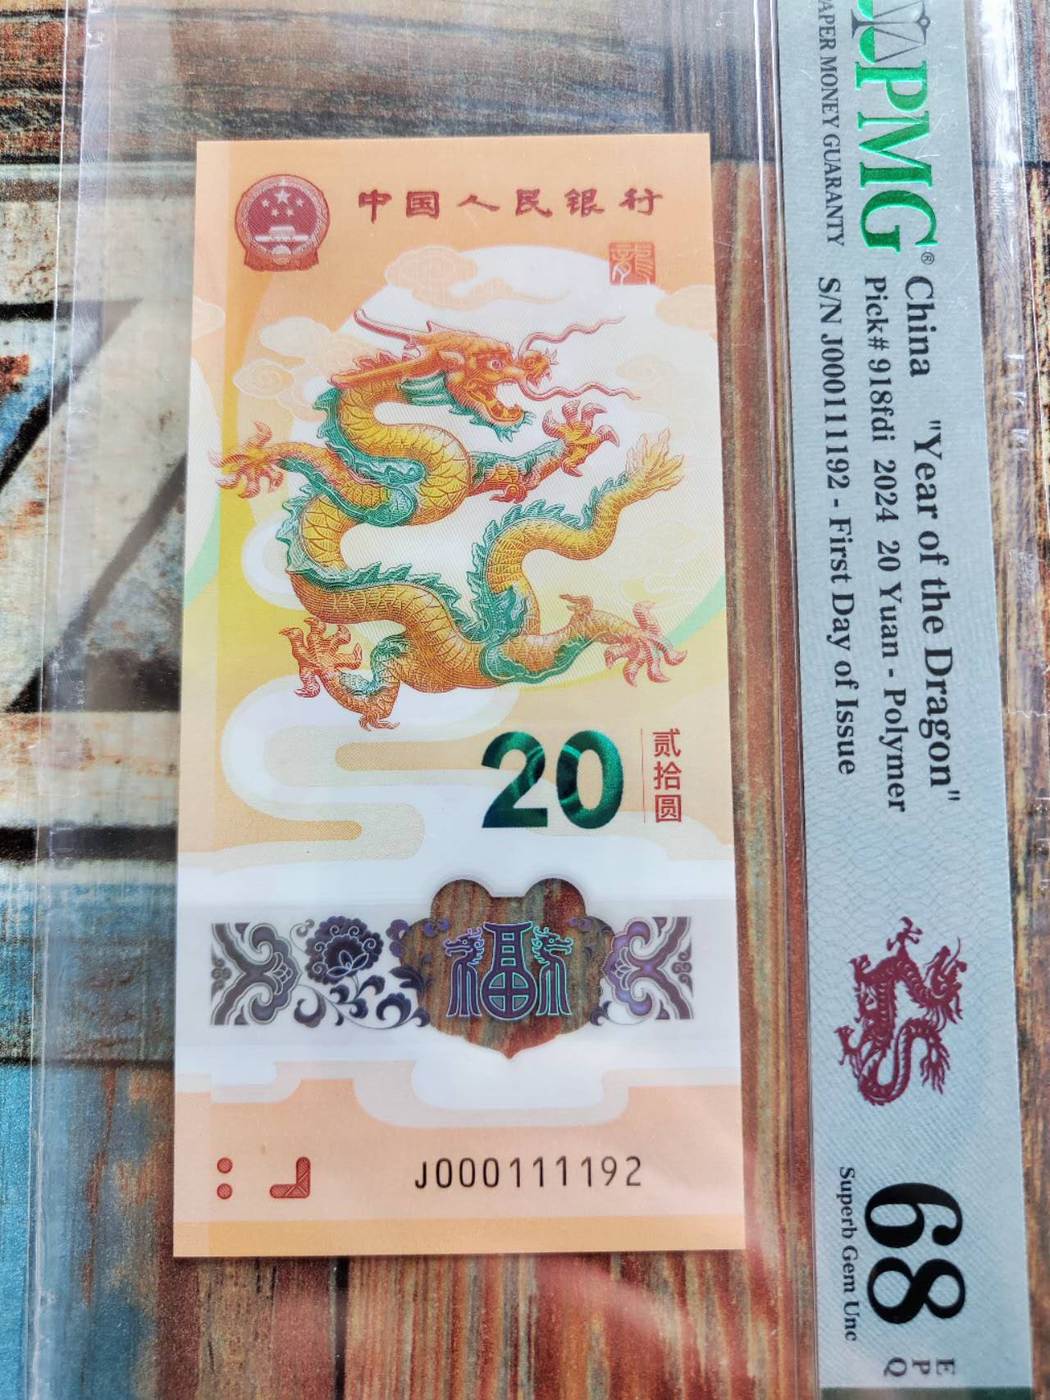 中国人民银行
龍
20
贰拾圆
福
J000111192
PMG®
PAPER MONEY GUARANTY
China "Year of the Dragon"
Pick# 918fdi 2024 20 Yuan - Polymer
S/N J000111192 - First Day of Issue
68
EPQ
Superb Gem Unc